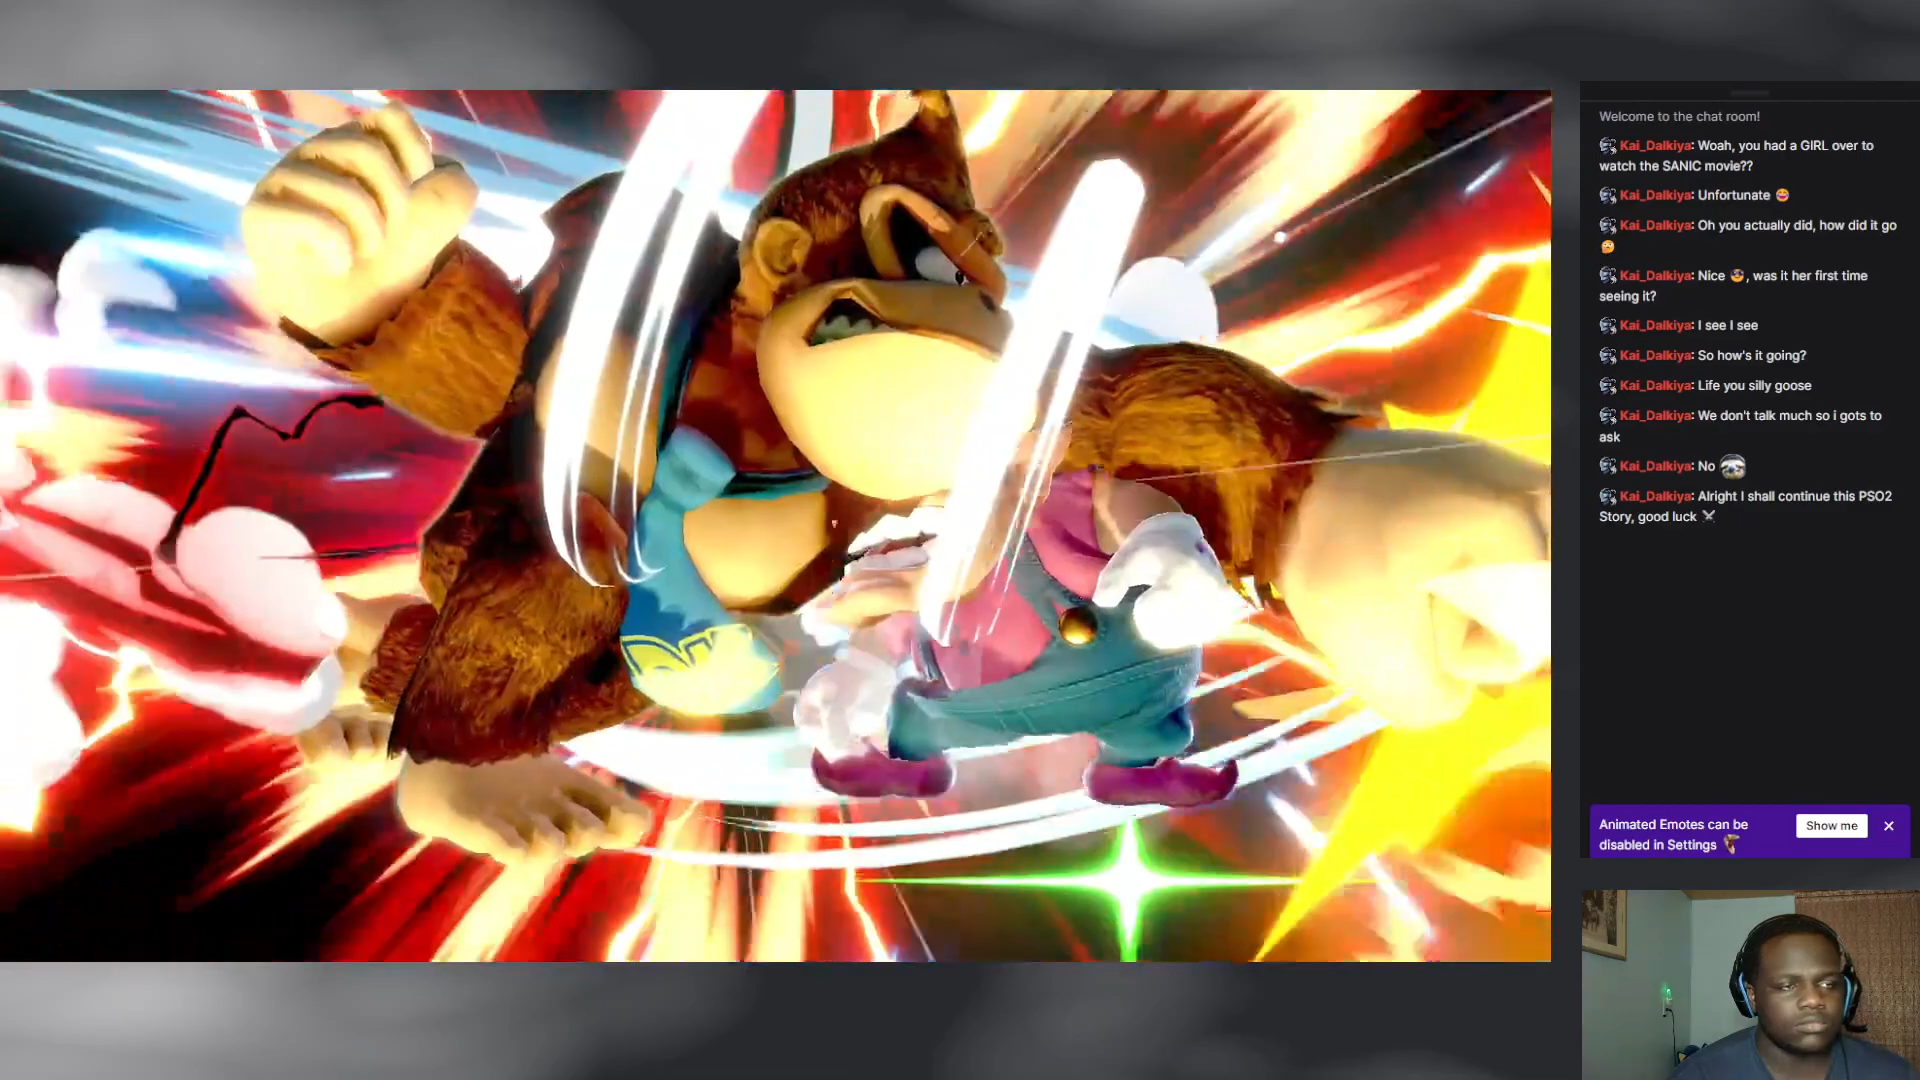 Welcome to the chat room!
Kai_Dalkiya: Woah, you had a GIRL over to
watch the SANIC movie??
Kai_Dalkiya: Unfortunate
Kai_Dalkiya: Oh you actually did, how did it go
Kai_Dalkiya: Nice , was it her first time
seeing it?
Kai_Dalkiya: I see I see
Kai_Dalkiya: So how's it going?
Kai_Dalkiya: Life you silly goose
Kai_Dalkiya: We don't talk much so i gots to
ask
Kai_Dalkiya: No
Kai_Dalkiya: Alright I shall continue this PSO2
Story, good luck
Animated Emotes can be
disabled in Settings
Show me
DK